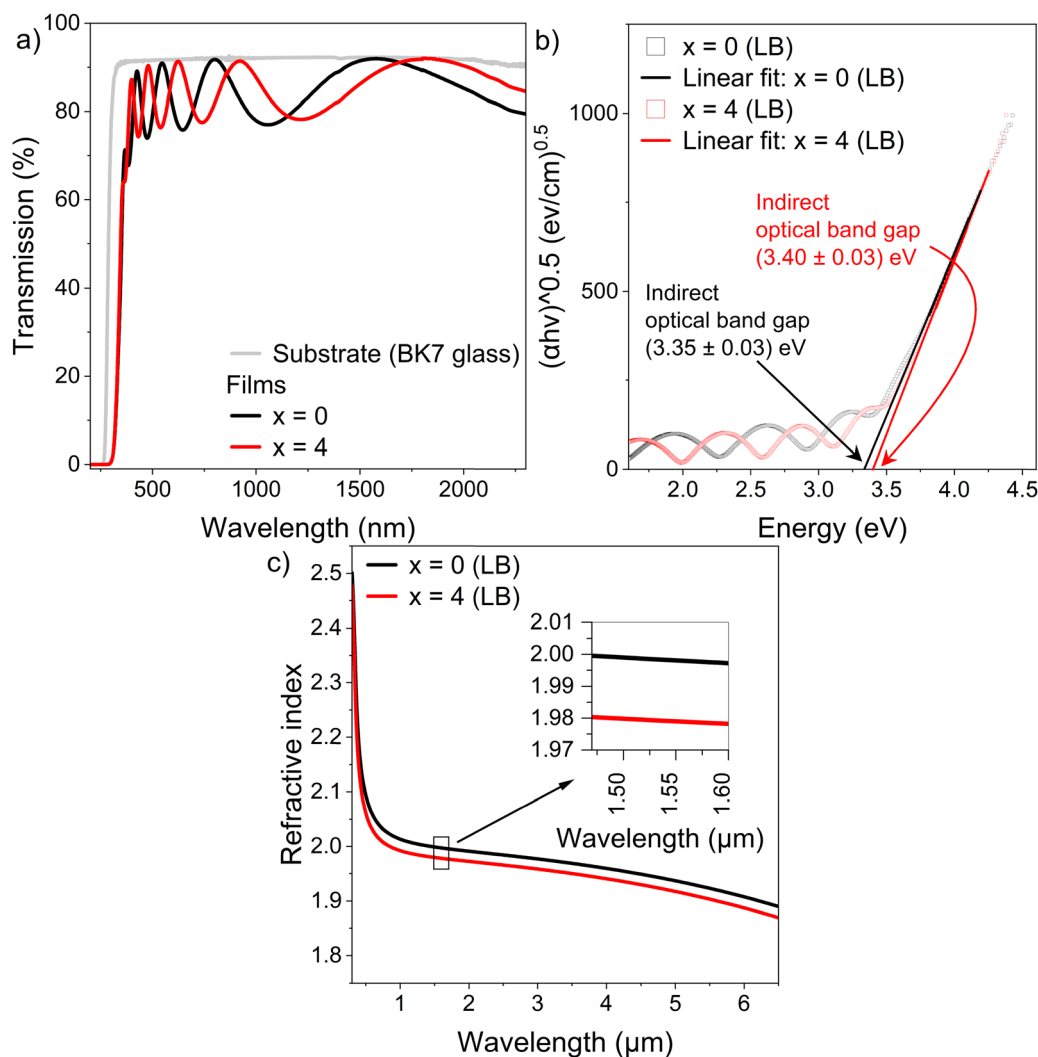 a)
100
80
60
40
20
0
Transmission (%)
Substrate (BK7 glass)
Films
x = 0
x = 4
500
1000
1500
2000
Wavelength (nm)
b)
x = 0 (LB)
Linear fit: x = 0 (LB)
x = 4 (LB)
Linear fit: x = 4 (LB)
1000
500
0
(αhν)^0.5 (ev/cm)^0.5
Indirect
optical band gap
(3.40 ± 0.03) eV
Indirect
optical band gap
(3.35 ± 0.03) eV
2.0
2.5
3.0
3.5
4.0
4.5
Energy (eV)
c)
x = 0 (LB)
x = 4 (LB)
2.5
2.4
2.3
2.2
2.1
2.0
1.9
1.8
Refractive index
2.01
2.00
1.99
1.98
1.97
1.50
1.55
1.60
Wavelength (μm)
1
2
3
4
5
6
Wavelength (μm)